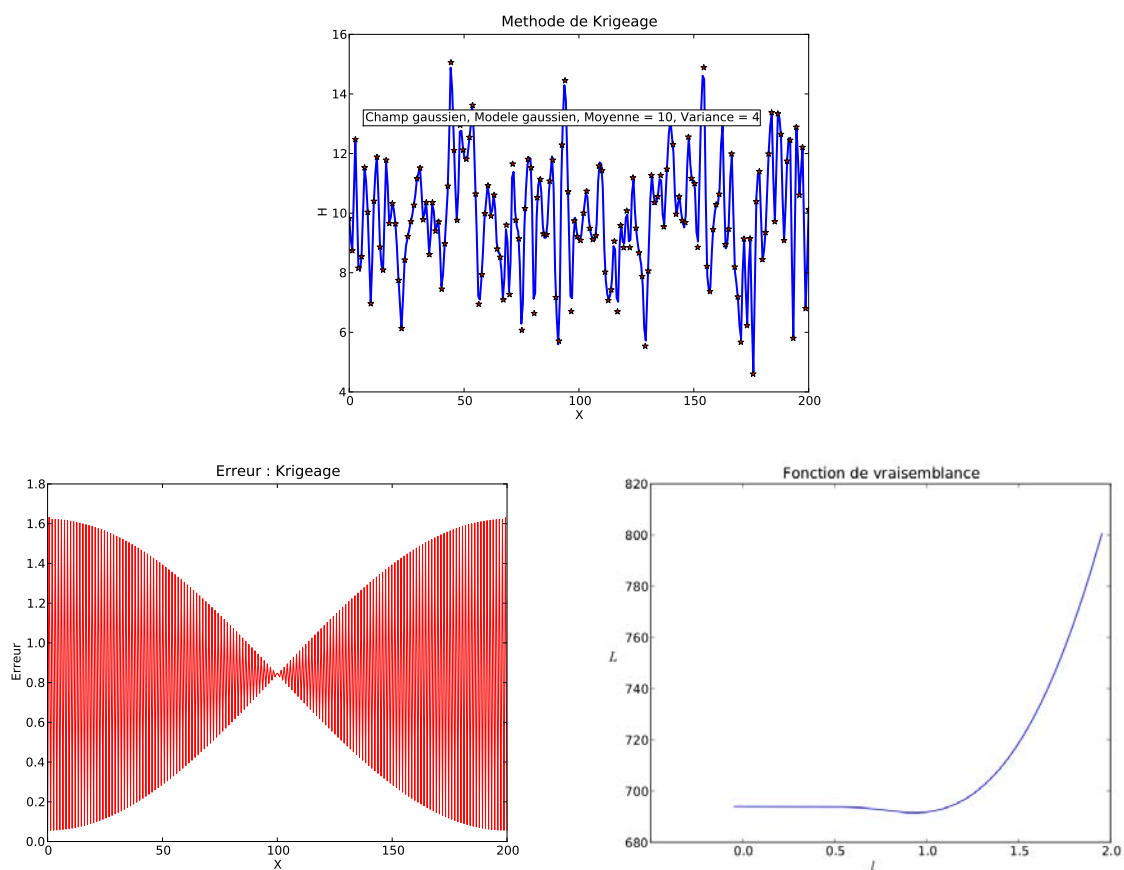 Methode de Krigeage
16
14
12
10
8
6
4
H
Champ gaussien, Modele gaussien, Moyenne = 10, Variance = 4
0 50 100 150 200
X
Erreur : Krigeage
1.8
1.6
1.4
1.2
1.0
0.8
0.6
0.4
0.2
0.0
Erreur
0 50 100 150 200
X
Fonction de vraisemblance
820
800
780
760
740
720
700
680
L
0.0 0.5 1.0 1.5 2.0
l